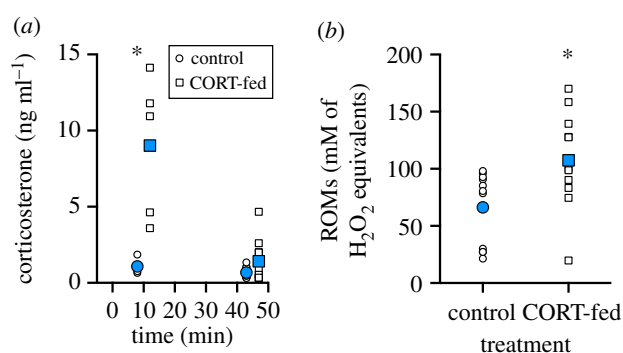 (a)
corticosterone (ng ml⁻¹)
15
10
5
0
*
control
CORT-fed
0 10 20 30 40 50
time (min)
(b)
ROMs (mM of
H₂O₂ equivalents)
200
150
100
50
0
*
control CORT-fed
treatment